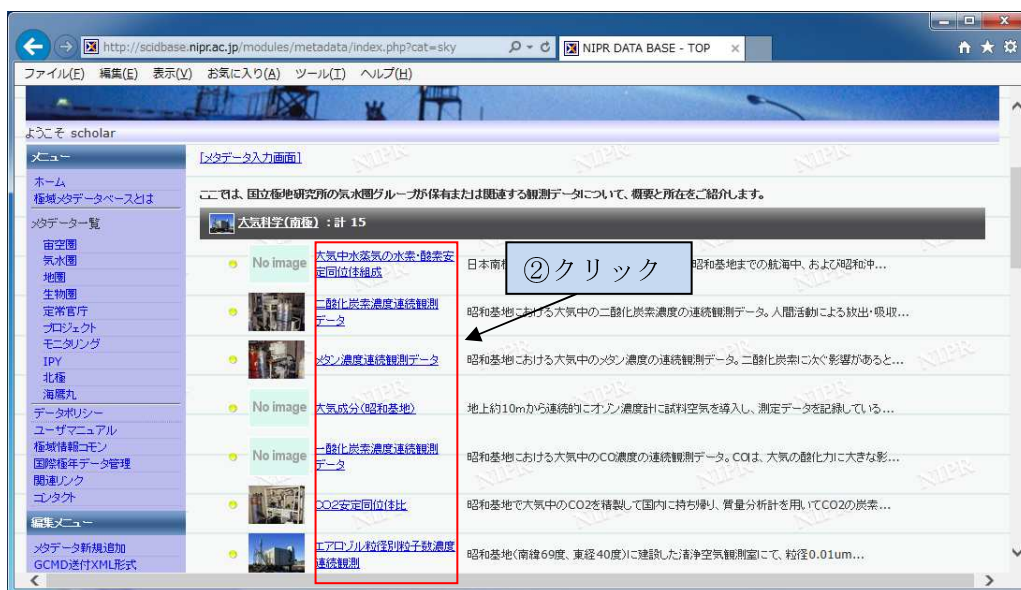 http://scidbase.nipr.ac.jp/modules/metadata/index.php?cat=sky
NIPR DATA BASE - TOP
ファイル(F) 編集(E) 表示(V) お気に入り(A) ツール(T) ヘルプ(H)
ようこそ scholar
メニュー
ホーム
極域メタデータベースとは
メタデータ一覧
宙空圏
気水圏
地圏
生物圏
定常官庁
プロジェクト
モニタリング
IPY
北極
海鷹丸
データポリシー
ユーザマニュアル
極域情報コモン
国際極年データ管理
関連リンク
コンタクト
編集メニュー
メタデータ新規追加
GCMD送付XML形式
[メタデータ入力画面]
ここでは、国立極地研究所の気水圏グループが保有または関連する観測データについて、概要と所在をご紹介します。
大気科学(南極) : 計 15
No image
大気中水蒸気の水素・酸素安
定同位体組成
日本南
昭和基地までの航海中、および昭和沖...
②クリック
二酸化炭素濃度連続観測
データ
昭和基地における大気中の二酸化炭素濃度の連続観測データ。人間活動による放出・吸収...
メタン濃度連続観測データ
昭和基地における大気中のメタン濃度の連続観測データ。二酸化炭素に次ぐ影響があると...
No image
大気成分(昭和基地)
地上約10mから連続的にオゾン濃度計に試料空気を導入し、測定データを記録している...
No image
一酸化炭素濃度連続観測
データ
昭和基地における大気中のCO濃度の連続観測データ。COは、大気の酸化力に大きな影...
CO2安定同位体比
昭和基地で大気中のCO2を精製して国内に持ち帰り、質量分析計を用いてCO2の炭素...
エアロゾル粒径別粒子数濃度
連続観測
昭和基地(南緯69度、東経40度)に建設した清浄空気観測室にて、粒径0.01um...